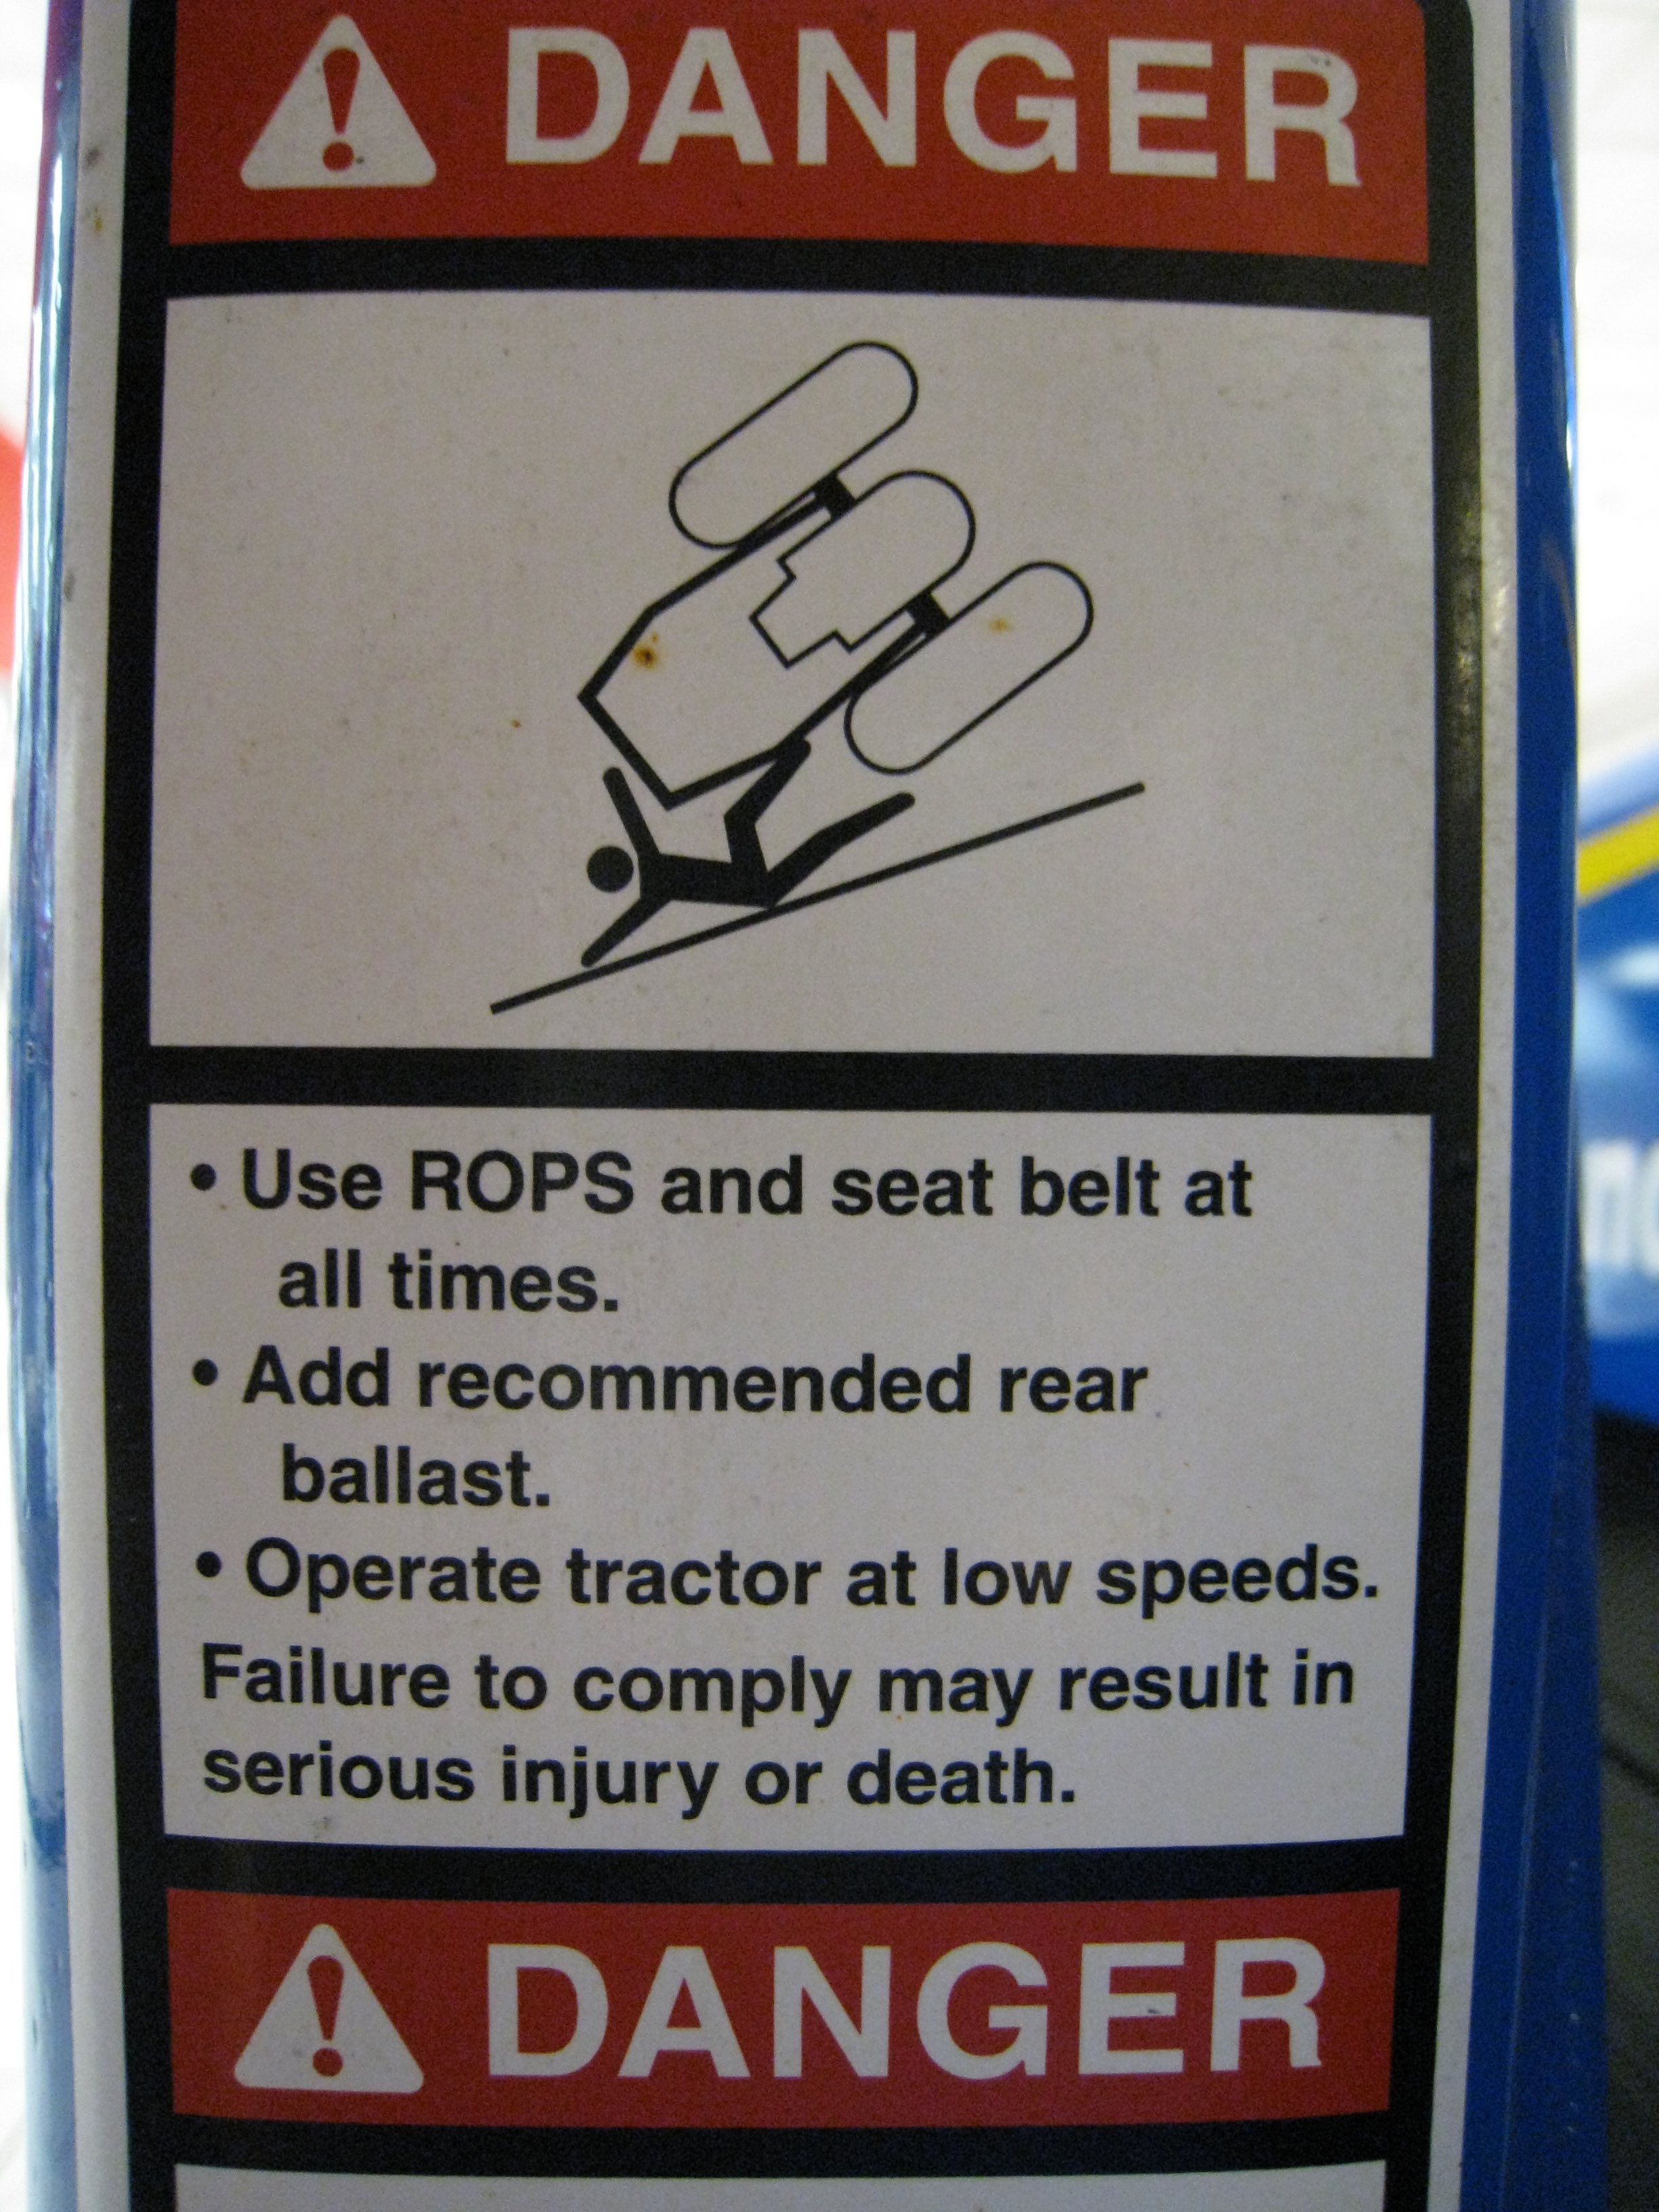 DANGER
• Use ROPS and seat belt at
all times.
• Add recommended rear
ballast.
• Operate tractor at low speeds.
Failure to comply may result in
serious injury or death.
DANGER